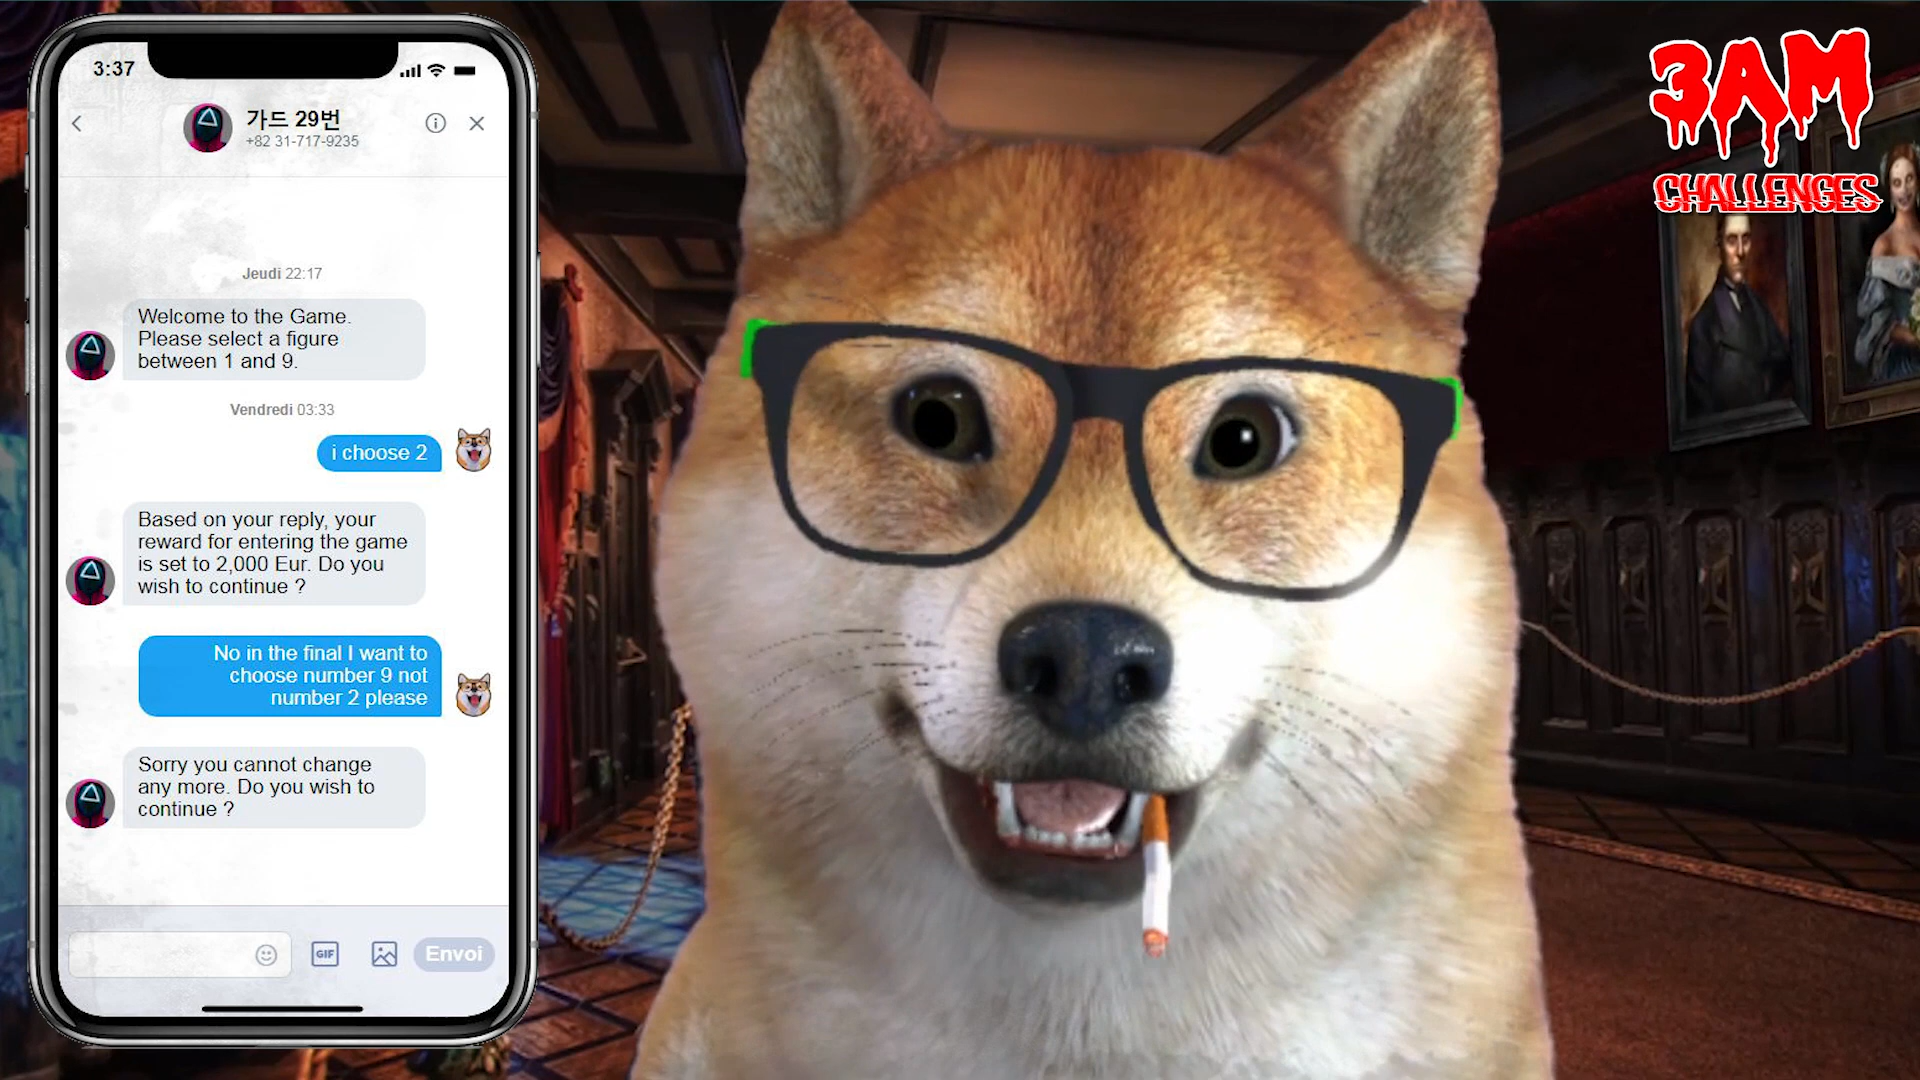 3:37
가드 29번
+82 31-717-9235
Jeudi 22:17
Welcome to the Game.
Please select a figure
between 1 and 9.
Vendredi 03:33
i choose 2
Based on your reply, your
reward for entering the game
is set to 2,000 Eur. Do you
wish to continue ?
No in the final I want to
choose number 9 not
number 2 please
Sorry you cannot change
any more. Do you wish to
continue ?
GIF
Envoi
3AM
CHALLENGES